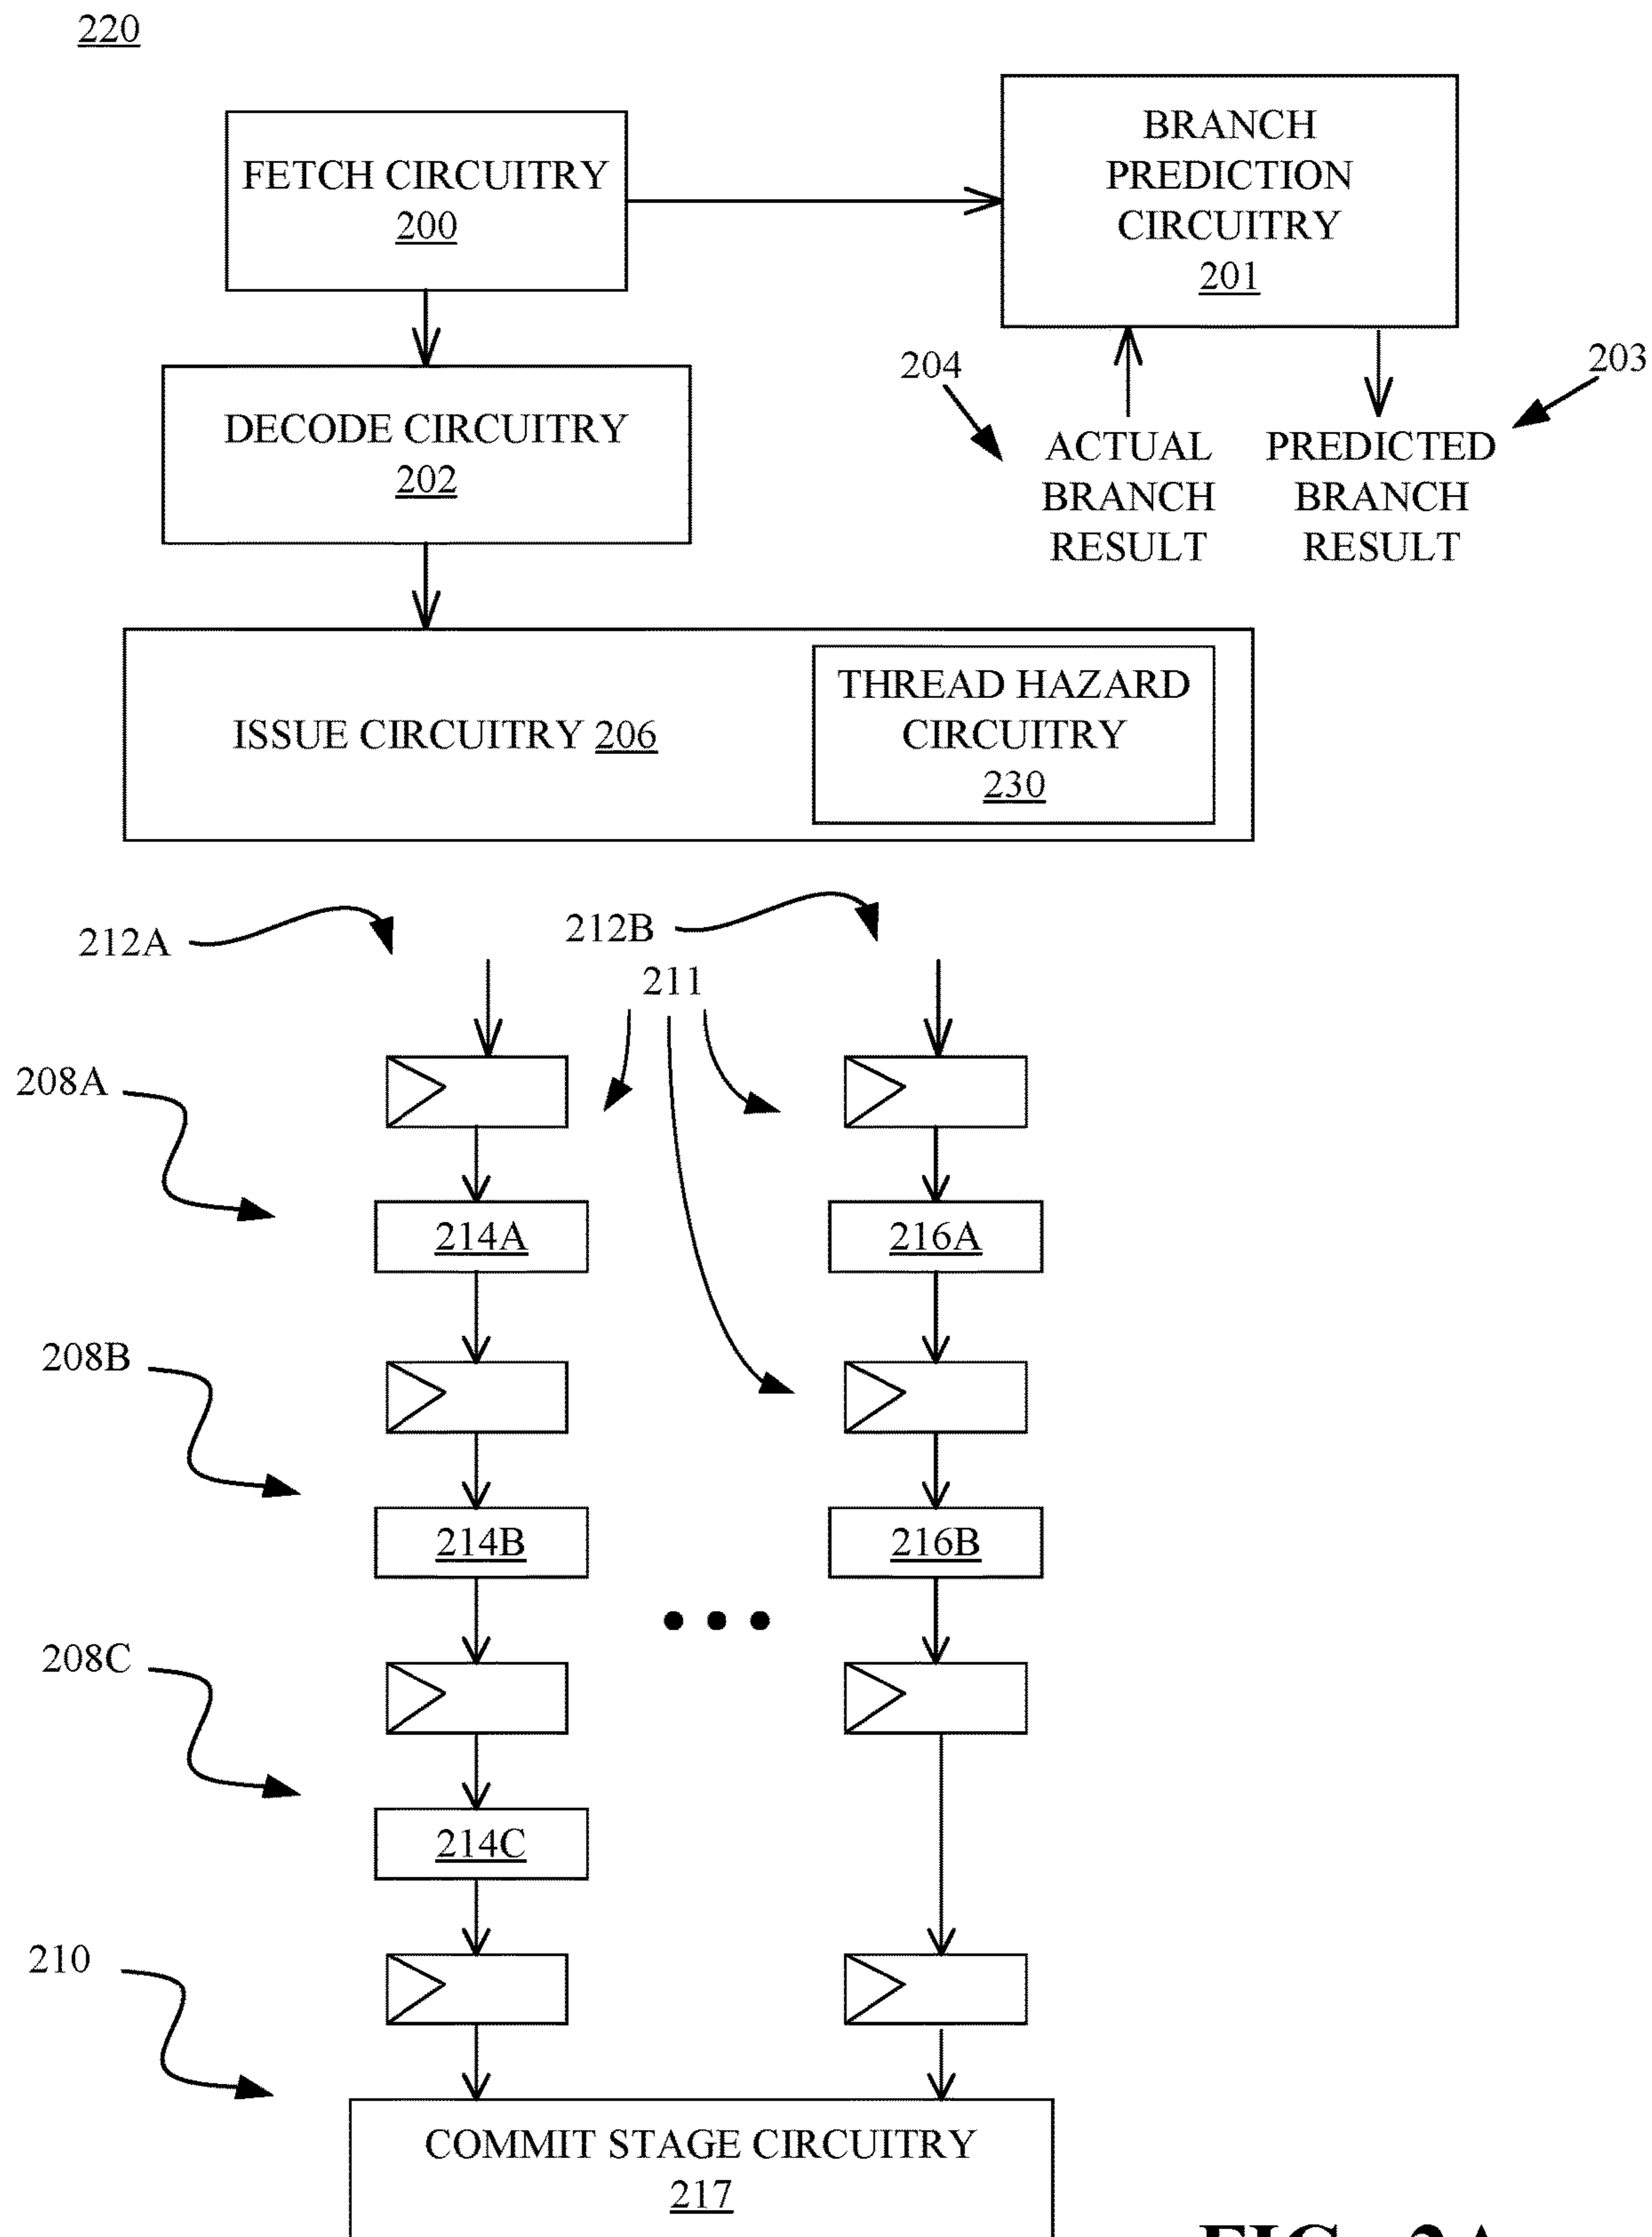 220
FETCH CIRCUITRY
200
BRANCH
PREDICTION
CIRCUITRY
201
DECODE CIRCUITRY
202
204
203
ACTUAL
BRANCH
RESULT
PREDICTED
BRANCH
RESULT
ISSUE CIRCUITRY 206
THREAD HAZARD
CIRCUITRY
230
212A
212B
211
208A
214A
216A
208B
214B
216B
208C
214C
210
COMMIT STAGE CIRCUITRY
217
FIG. 2A